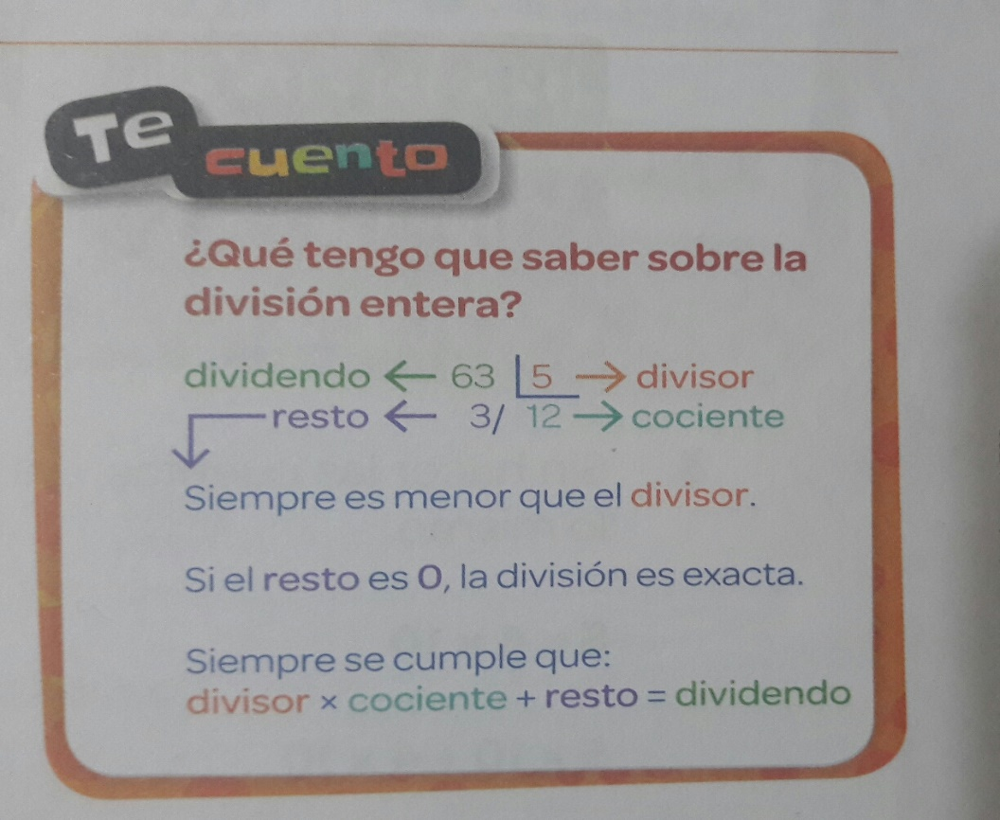 Te
cuento
¿Qué tengo que saber sobre la
división entera?
dividendo ← 63 5 → divisor
resto ← 3/ 12 → cociente
Siempre es menor que el divisor.
Si el resto es 0, la división es exacta.
Siempre se cumple que:
divisor × cociente + resto = dividendo